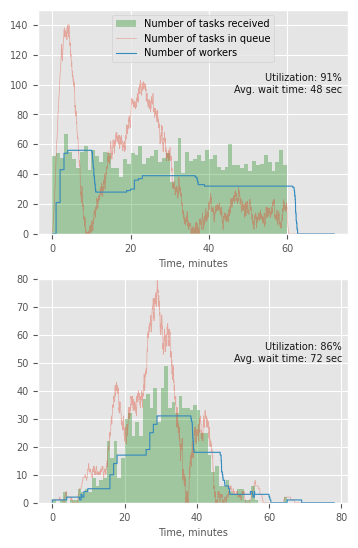 Number of tasks received
Number of tasks in queue
Number of workers
140
120
100
80
60
40
20
0
Utilization: 91%
Avg. wait time: 48 sec
0 20 40 60
Time, minutes
80
70
60
50
40
30
20
10
0
Utilization: 86%
Avg. wait time: 72 sec
0 20 40 60 80
Time, minutes